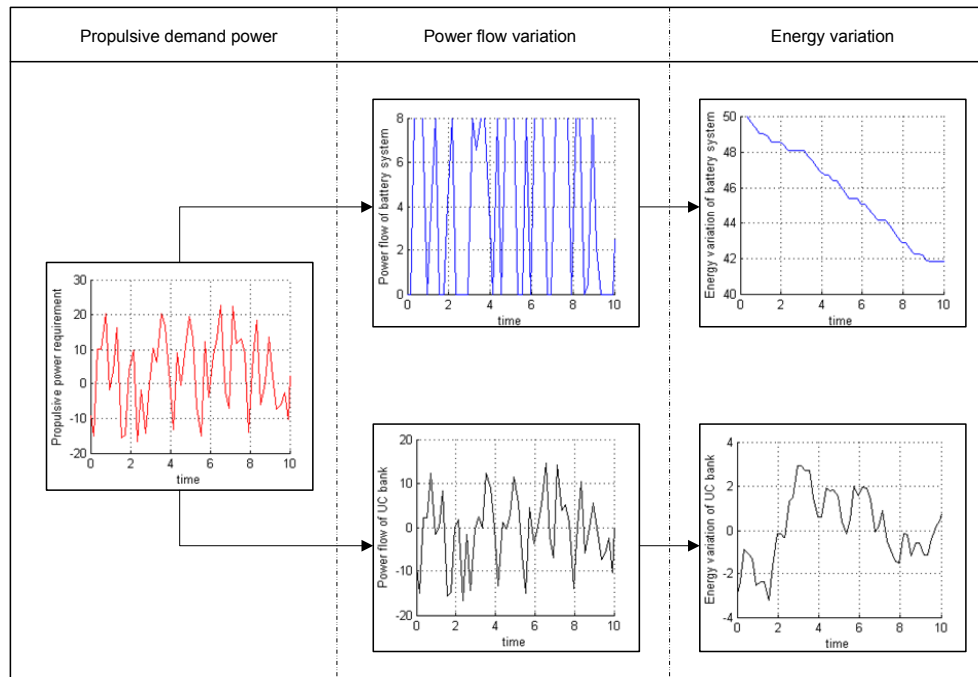 Propulsive demand power
Power flow variation
Energy variation
Power flow of battery system
8
6
4
2
0
0 2 4 6 8 10
time
Energy variation of battery system
50
48
46
44
42
40
0 2 4 6 8 10
time
Propulsive power requirement
30
20
10
0
-10
-20
0 2 4 6 8 10
time
Power flow of UC bank
20
10
0
-10
-20
0 2 4 6 8 10
time
Energy variation of UC bank
4
2
0
-2
-4
0 2 4 6 8 10
time